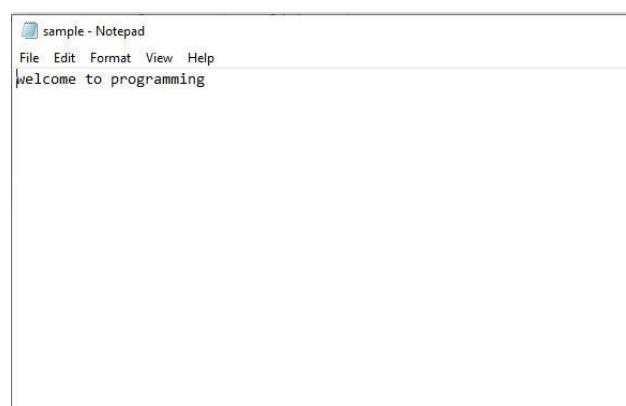 sample - Notepad
File Edit Format View Help
welcome to programming